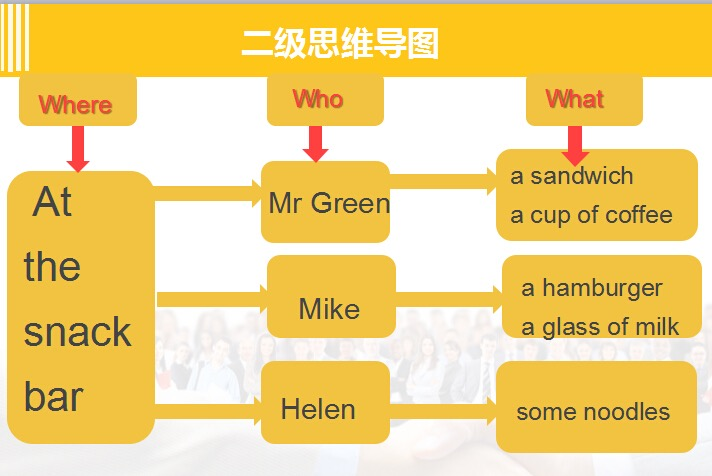 二级思维导图
Where
Who
What
At
the
snack
bar
Mr Green
a sandwich
a cup of coffee
Mike
a hamburger
a glass of milk
Helen
some noodles